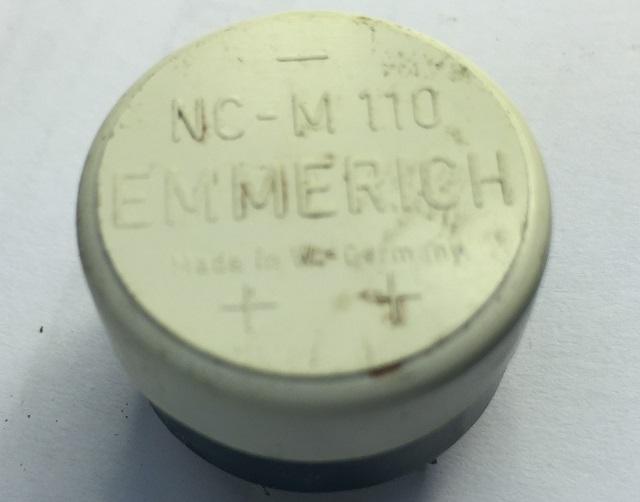 —
NC-M 110
EMMERICH
Made in W.-Germany
+ +